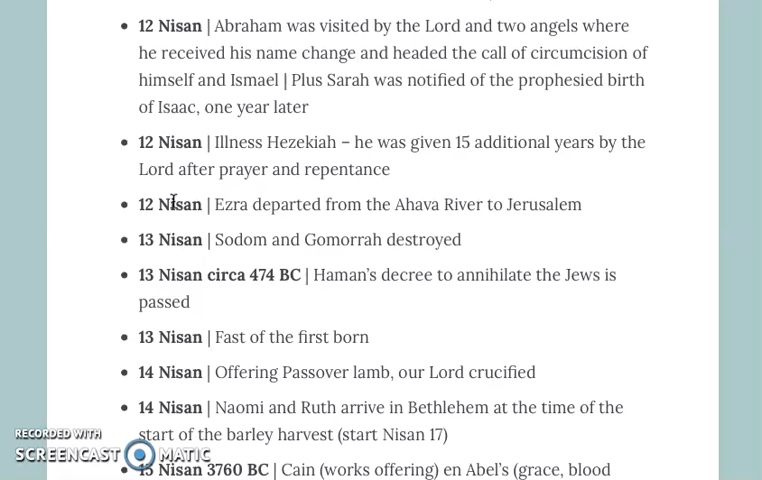 12 Nisan | Abraham was visited by the Lord and two angels where
he received his name change and headed the call of circumcision of
himself and Ismael | Plus Sarah was notified of the prophesied birth
of Isaac, one year later
12 Nisan | Illness Hezekiah – he was given 15 additional years by the
Lord after prayer and repentance
12 Nisan | Ezra departed from the Ahava River to Jerusalem
13 Nisan | Sodom and Gomorrah destroyed
13 Nisan circa 474 BC | Haman’s decree to annihilate the Jews is
passed
13 Nisan | Fast of the first born
14 Nisan | Offering Passover lamb, our Lord crucified
14 Nisan | Naomi and Ruth arrive in Bethlehem at the time of the
start of the barley harvest (start Nisan 17)
15 Nisan 3760 BC | Cain (works offering) en Abel’s (grace, blood
RECORDED WITH
SCREENCAST MATIC